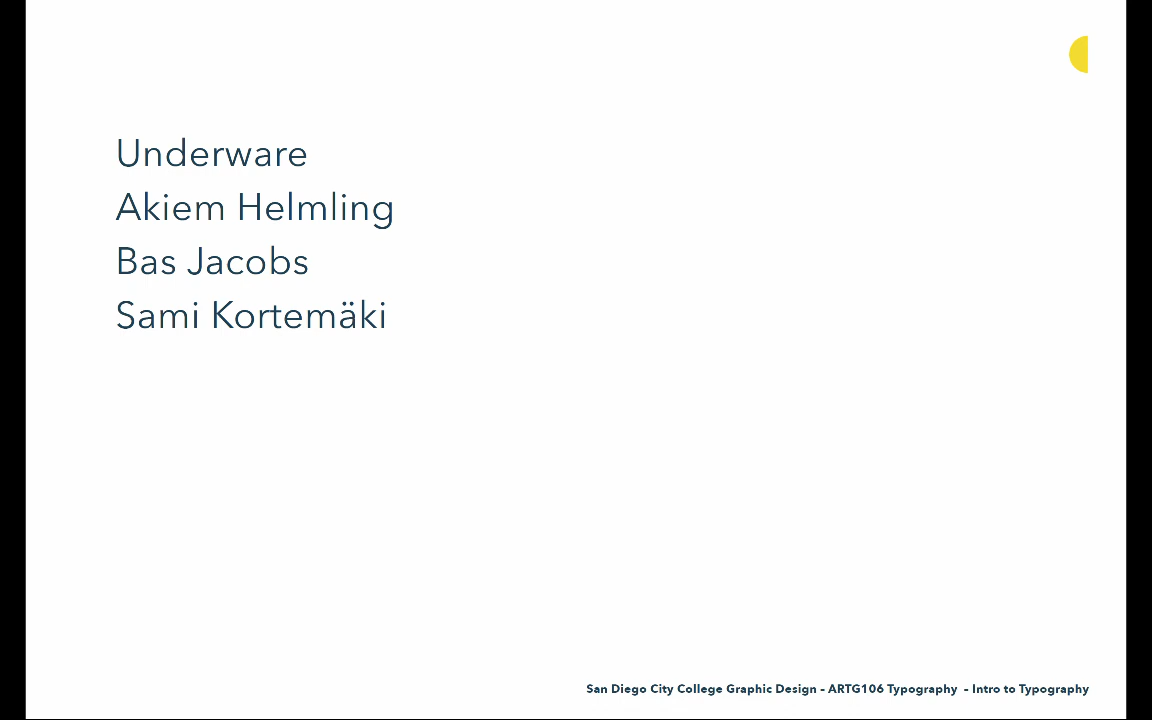 Underware
Akiem Helmling
Bas Jacobs
Sami Kortemäki
San Diego City College Graphic Design – ARTG106 Typography – Intro to Typography